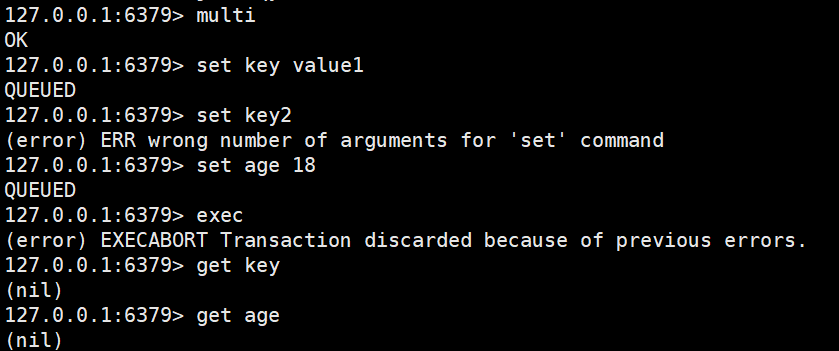 127.0.0.1:6379> multi
OK
127.0.0.1:6379> set key value1
QUEUED
127.0.0.1:6379> set key2
(error) ERR wrong number of arguments for 'set' command
127.0.0.1:6379> set age 18
QUEUED
127.0.0.1:6379> exec
(error) EXECABORT Transaction discarded because of previous errors.
127.0.0.1:6379> get key
(nil)
127.0.0.1:6379> get age
(nil)